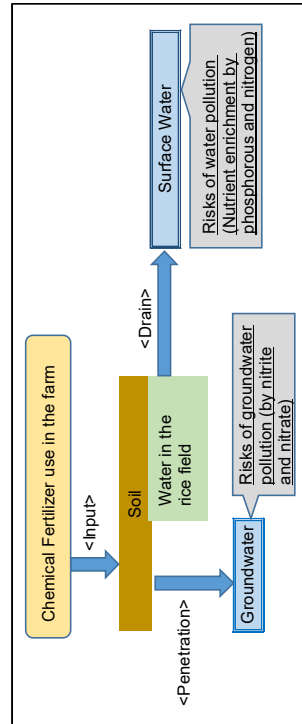 Chemical Fertilizer use in the farm
<Input>
Soil
Water in the
rice field
<Drain>
Surface Water
Risks of water pollution
(Nutrient enrichment by
phosphorous and nitrogen)
<Penetration>
Groundwater
Risks of groundwater
pollution (by nitrite
and nitrate)